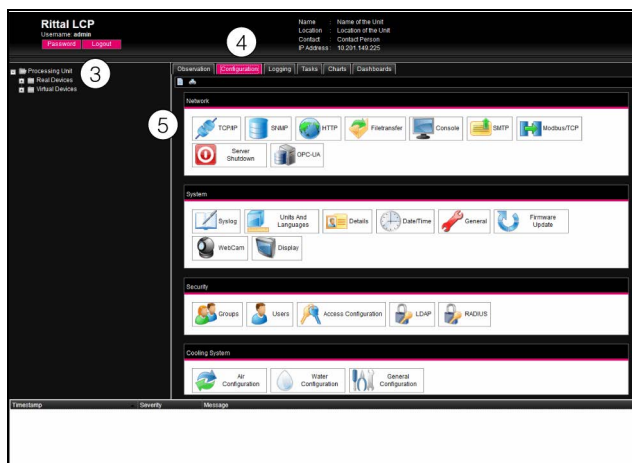 Rittal LCP
Username: admin
Password Logout
Name : Name of the Unit
Location : Location of the Unit
Contact : Contact Person
IP Address : 10.201.149.225
4
3
Processing Unit
Real Devices
Virtual Devices
Observation Configuration Logging Tasks Charts Dashboards
5
Network
TCP/IP SNMP HTTP Filetransfer Console SMTP Modbus/TCP
Server
Shutdown
OPC-UA
System
Syslog
Units And
Languages
Details Date/Time General
Firmware
Update
WebCam Display
Security
Groups Users Access Configuration LDAP RADIUS
Cooling System
Air
Configuration
Water
Configuration
General
Configuration
Timestamp Severity Message